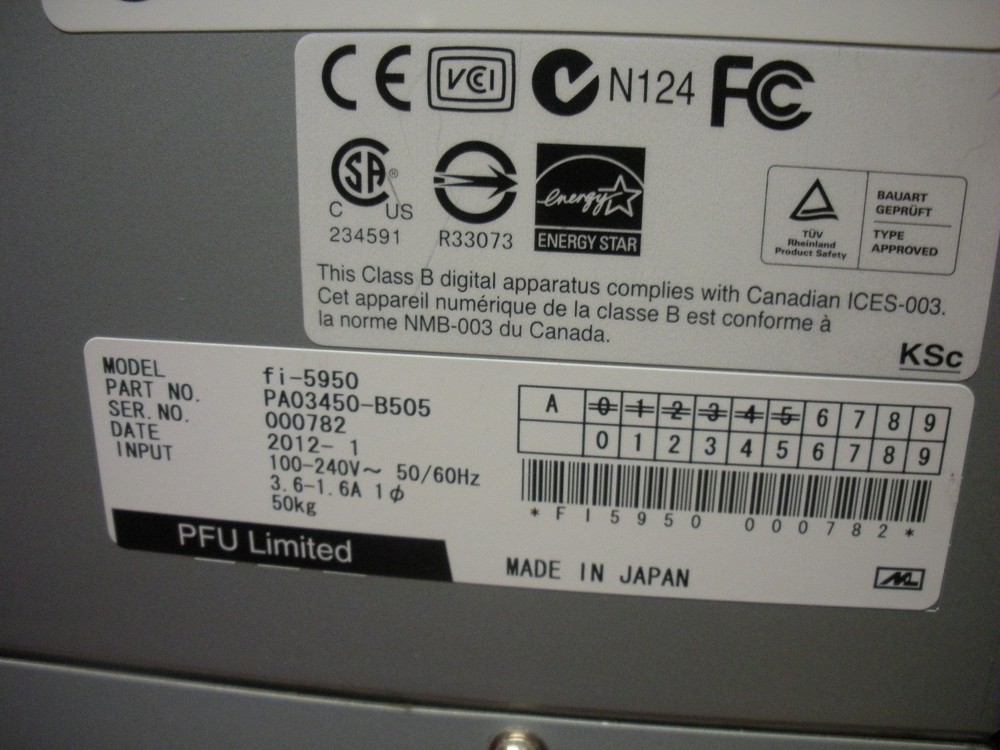 CE VCCI N124 FC
SA ®
C US
234591 R33073 energy
ENERGY STAR
TÜV
Rheinland
Product Safety
BAUART
GEPRÜFT
TYPE
APPROVED
This Class B digital apparatus complies with Canadian ICES-003.
Cet appareil numérique de la classe B est conforme à
la norme NMB-003 du Canada.
KSc
MODEL fi-5950
PART NO. PA03450-B505
SER. NO. 000782
DATE 2012- 1
INPUT 100-240V~ 50/60Hz
3.6-1.6A 1φ
50kg
A 0 1 2 3 4 5 6 7 8 9
0 1 2 3 4 5 6 7 8 9
*FI5950 000782*
PFU Limited
MADE IN JAPAN